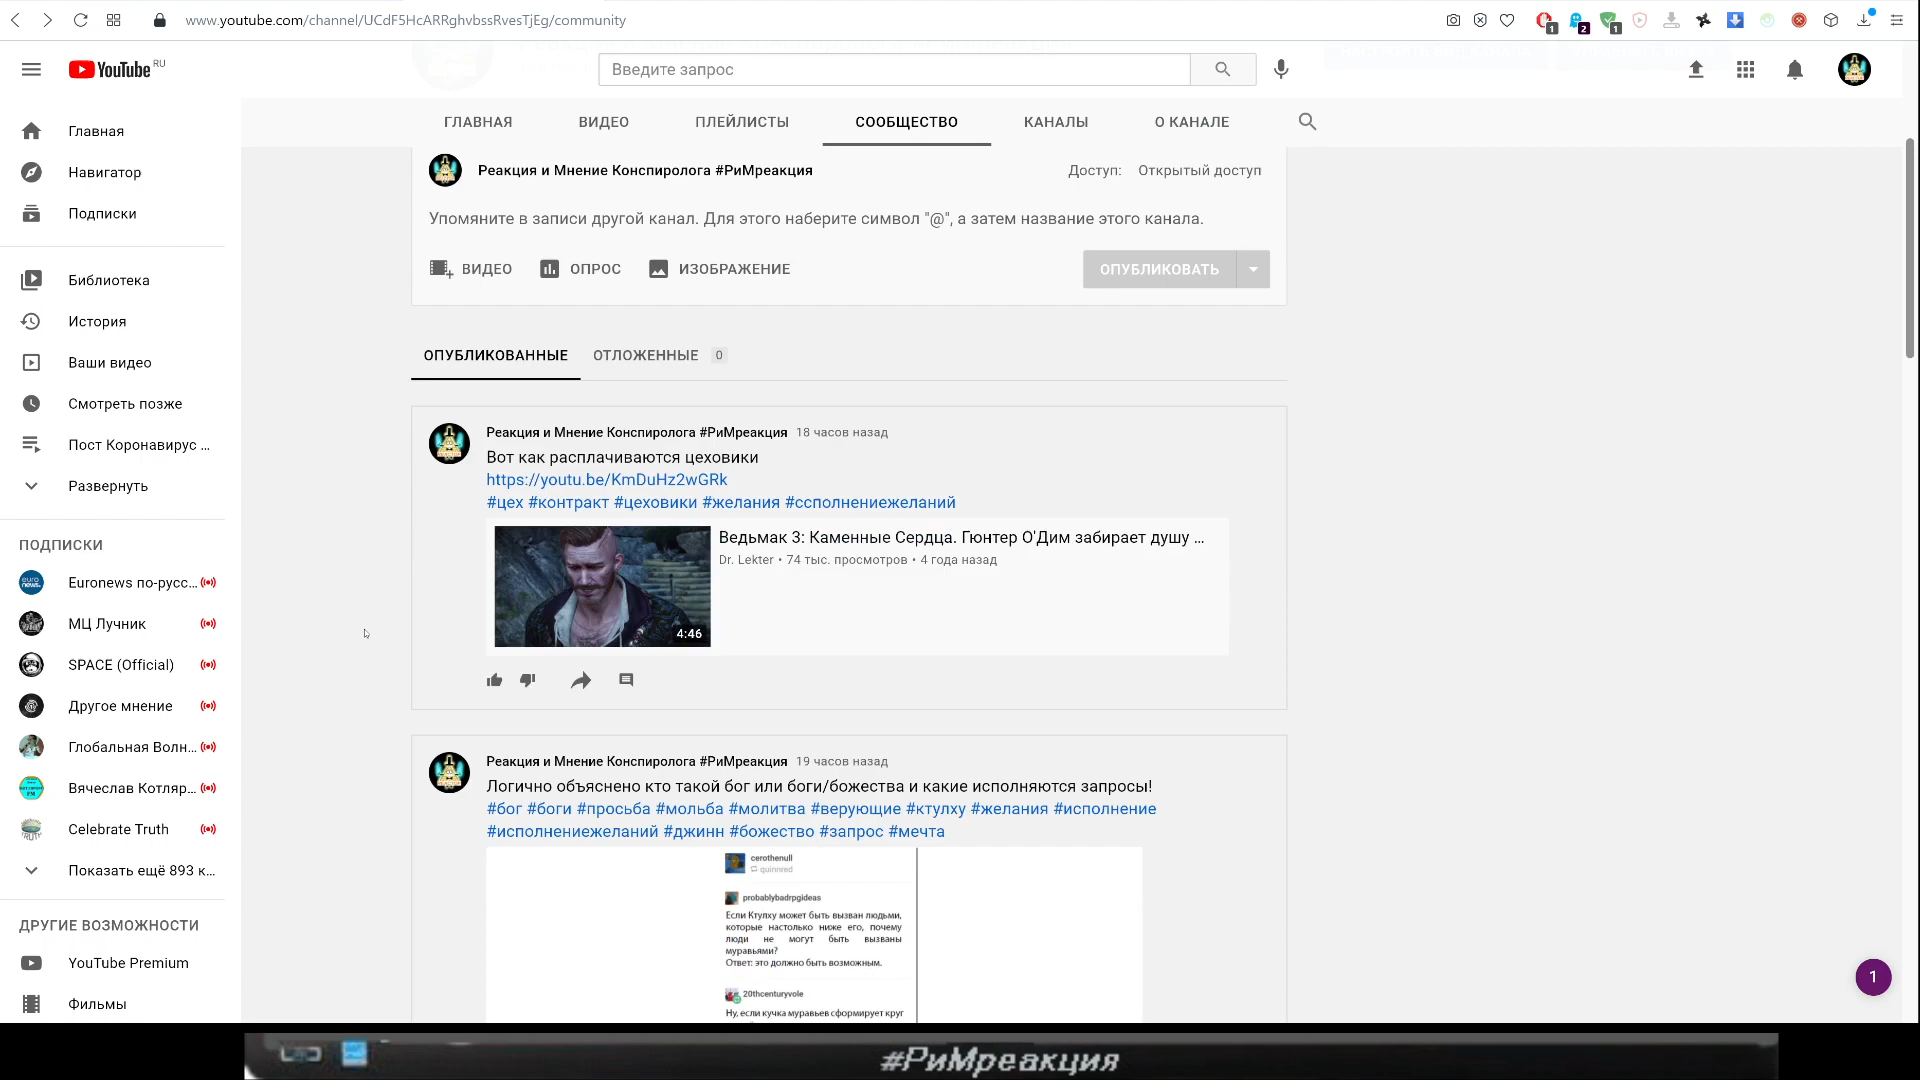 www.youtube.com/channel/UCdF5HcARRghvbssRvesTjEg/community
1
2
1
YouTube RU
Введите запрос
Главная
Навигатор
Подписки
Библиотека
История
Ваши видео
Смотреть позже
Пост Коронавирус ...
Развернуть
ПОДПИСКИ
Euronews по-русс...
МЦ Лучник
SPACE (Official)
Другое мнение
Глобальная Волн...
Вячеслав Котляр...
Celebrate Truth
Показать ещё 893 к...
ДРУГИЕ ВОЗМОЖНОСТИ
YouTube Premium
Фильмы
ГЛАВНАЯ
ВИДЕО
ПЛЕЙЛИСТЫ
СООБЩЕСТВО
КАНАЛЫ
О КАНАЛЕ
Реакция и Мнение Конспиролога #РиМреакция
Доступ: Открытый доступ
Упомяните в записи другой канал. Для этого наберите символ "@", а затем название этого канала.
ВИДЕО
ОПРОС
ИЗОБРАЖЕНИЕ
ОПУБЛИКОВАТЬ
ОПУБЛИКОВАННЫЕ
ОТЛОЖЕННЫЕ 0
Реакция и Мнение Конспиролога #РиМреакция 18 часов назад
Вот как расплачиваются цеховики
https://youtu.be/KmDuHz2wGRk
#цех #контракт #цеховики #желания #ссполнениежеланий
Ведьмак 3: Каменные Сердца. Гюнтер О'Дим забирает душу ...
Dr. Lekter • 74 тыс. просмотров • 4 года назад
4:46
Реакция и Мнение Конспиролога #РиМреакция 19 часов назад
Логично объяснено кто такой бог или боги/божества и какие исполняются запросы!
#бог #боги #просьба #мольба #молитва #верующие #ктулху #желания #исполнение
#исполнениежеланий #джинн #божество #запрос #мечта
cerothenull
quinnred
probablybadrpgideas
Если Ктулху может быть вызван людьми,
которые настолько ниже его, почему
люди не могут быть вызваны
муравьями?
Ответ: это должно быть возможным.
20thcenturyvole
Ну, если кучка муравьев сформирует круг
1
#РиМреакция